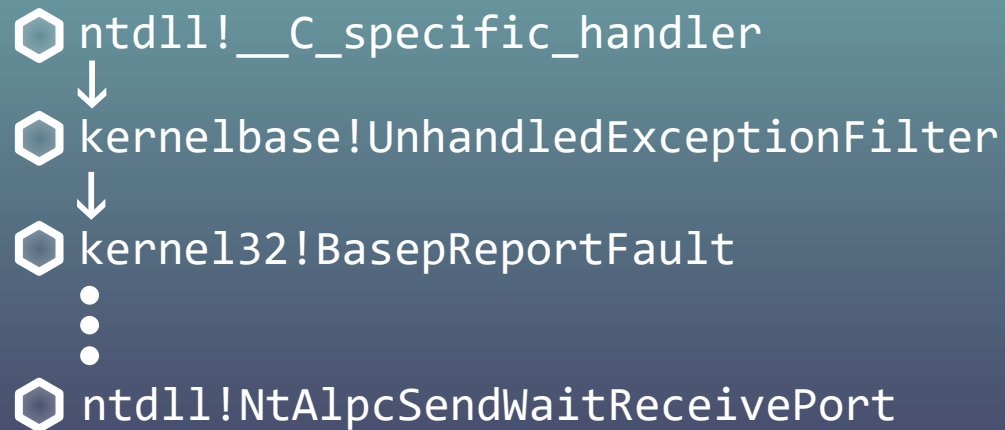 ntdll!__C_specific_handler
kernelbase!UnhandledExceptionFilter
kernel32!BasepReportFault
ntdll!NtAlpcSendWaitReceivePort